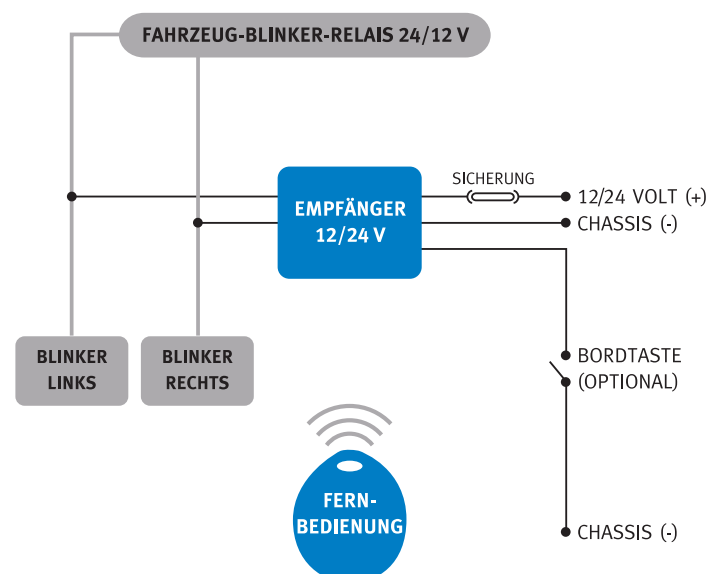 FAHRZEUG-BLINKER-RELAIS 24/12 V
SICHERUNG
EMPFÄNGER
12/24 V
12/24 VOLT (+)
CHASSIS (-)
BLINKER
LINKS
BLINKER
RECHTS
BORDTASTE
(OPTIONAL)
FERN-
BEDIENUNG
CHASSIS (-)